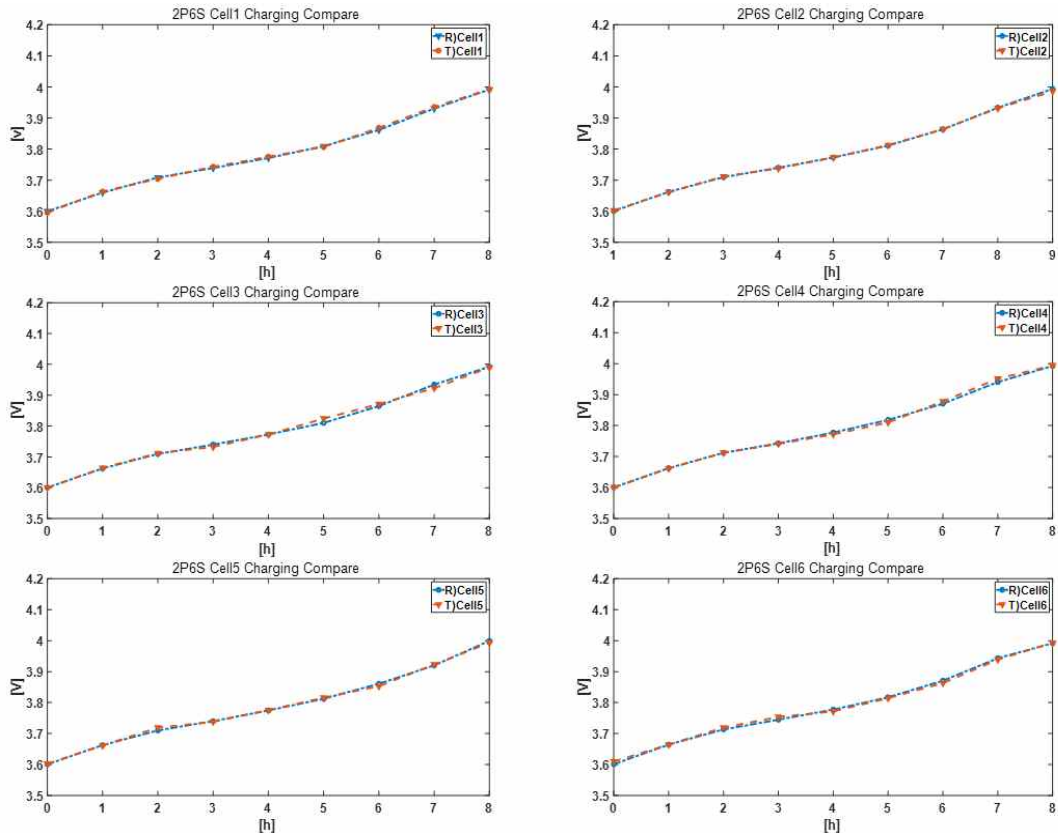 2P6S Cell1 Charging Compare
4.2
4.1
4
3.9
3.8
3.7
3.6
3.5
[v]
R)Cell1
T)Cell1
0 1 2 3 4 5 6 7 8
[h]
2P6S Cell2 Charging Compare
4.2
4.1
4
3.9
3.8
3.7
3.6
3.5
[V]
R)Cell2
T)Cell2
1 2 3 4 5 6 7 8 9
[h]
2P6S Cell3 Charging Compare
4.2
4.1
4
3.9
3.8
3.7
3.6
3.5
[V]
R)Cell3
T)Cell3
0 1 2 3 4 5 6 7 8
[h]
2P6S Cell4 Charging Compare
4.2
4.1
4
3.9
3.8
3.7
3.6
3.5
[V]
R)Cell4
T)Cell4
0 1 2 3 4 5 6 7 8
[h]
2P6S Cell5 Charging Compare
4.2
4.1
4
3.9
3.8
3.7
3.6
3.5
[V]
R)Cell5
T)Cell5
0 1 2 3 4 5 6 7 8
[h]
2P6S Cell6 Charging Compare
4.2
4.1
4
3.9
3.8
3.7
3.6
3.5
[V]
R)Cell6
T)Cell6
0 1 2 3 4 5 6 7 8
[h]